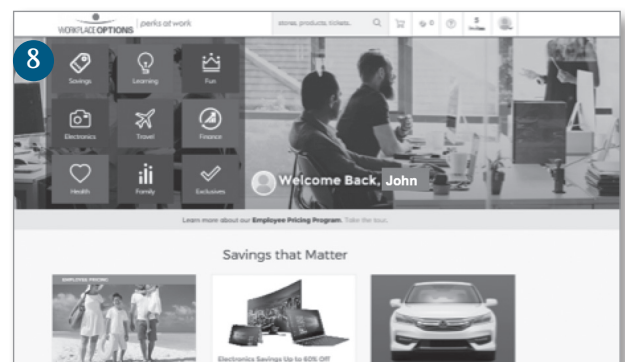 8
WORKPLACE OPTIONS | perks at work
stores, products, tickets..
0
$
Savings
Learning
Fun
Electronics
Travel
Finance
Health
Family
Exclusives
Welcome Back, John
Learn more about our Employee Pricing Program. Take the tour.
Savings that Matter
EMPLOYEE PRICING
Electronics Savings Up to 60% Off